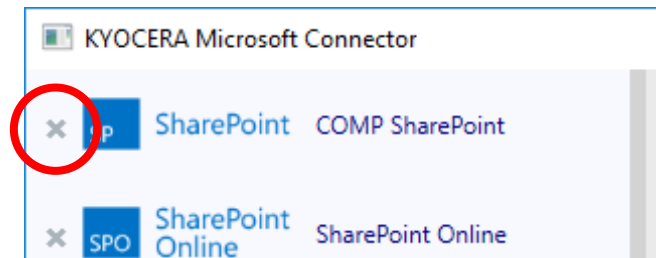 KYOCERA Microsoft Connector
SP SharePoint COMP SharePoint
SPO SharePoint Online SharePoint Online